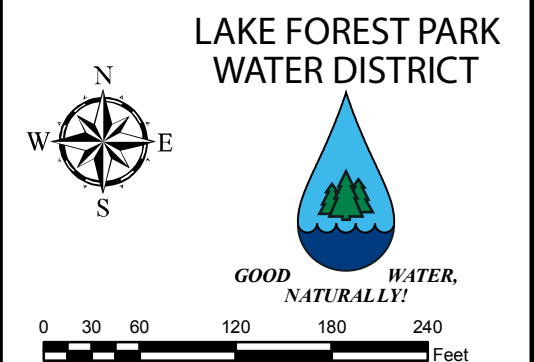 LAKE FOREST PARK
WATER DISTRICT
N
W E
S
GOOD WATER,
NATURALLY!
0 30 60 120 180 240
Feet